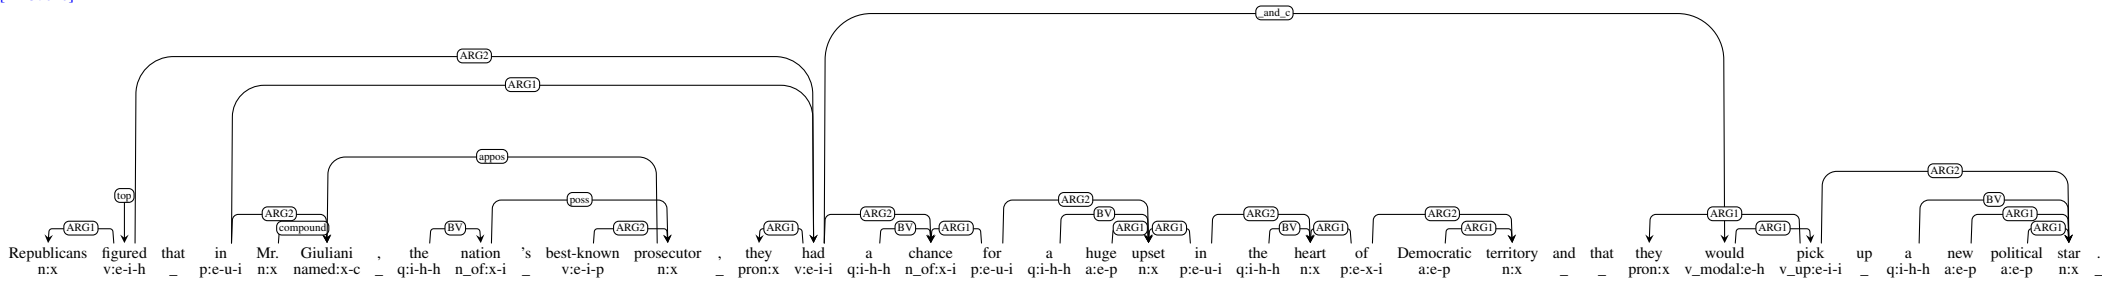 _and_c
ARG2
ARG1
appos
ARG2
top
poss
ARG2
BV
ARG2
BV
ARG2
ARG2
ARG2
ARG1
ARG1
ARG1
compound
BV
ARG2
ARG1
BV
ARG1
ARG1
ARG1
BV
ARG1
ARG1
ARG1
ARG1
Republicans figured that in Mr. Giuliani , the nation 's best-known prosecutor , they had a chance for a huge upset in the heart of Democratic territory and that they would pick up a new political star .
n:x v:e-i-h _ p:e-u-i n:x named:x-c _ q:i-h-h n_of:x-i _ v:e-i-p n:x _ pron:x v:e-i-i q:i-h-h n_of:x-i p:e-u-i q:i-h-h a:e-p n:x p:e-u-i q:i-h-h n:x p:e-x-i a:e-p n:x _ _ pron:x v_modal:e-h v_up:e-i-i _ q:i-h-h a:e-p a:e-p n:x _